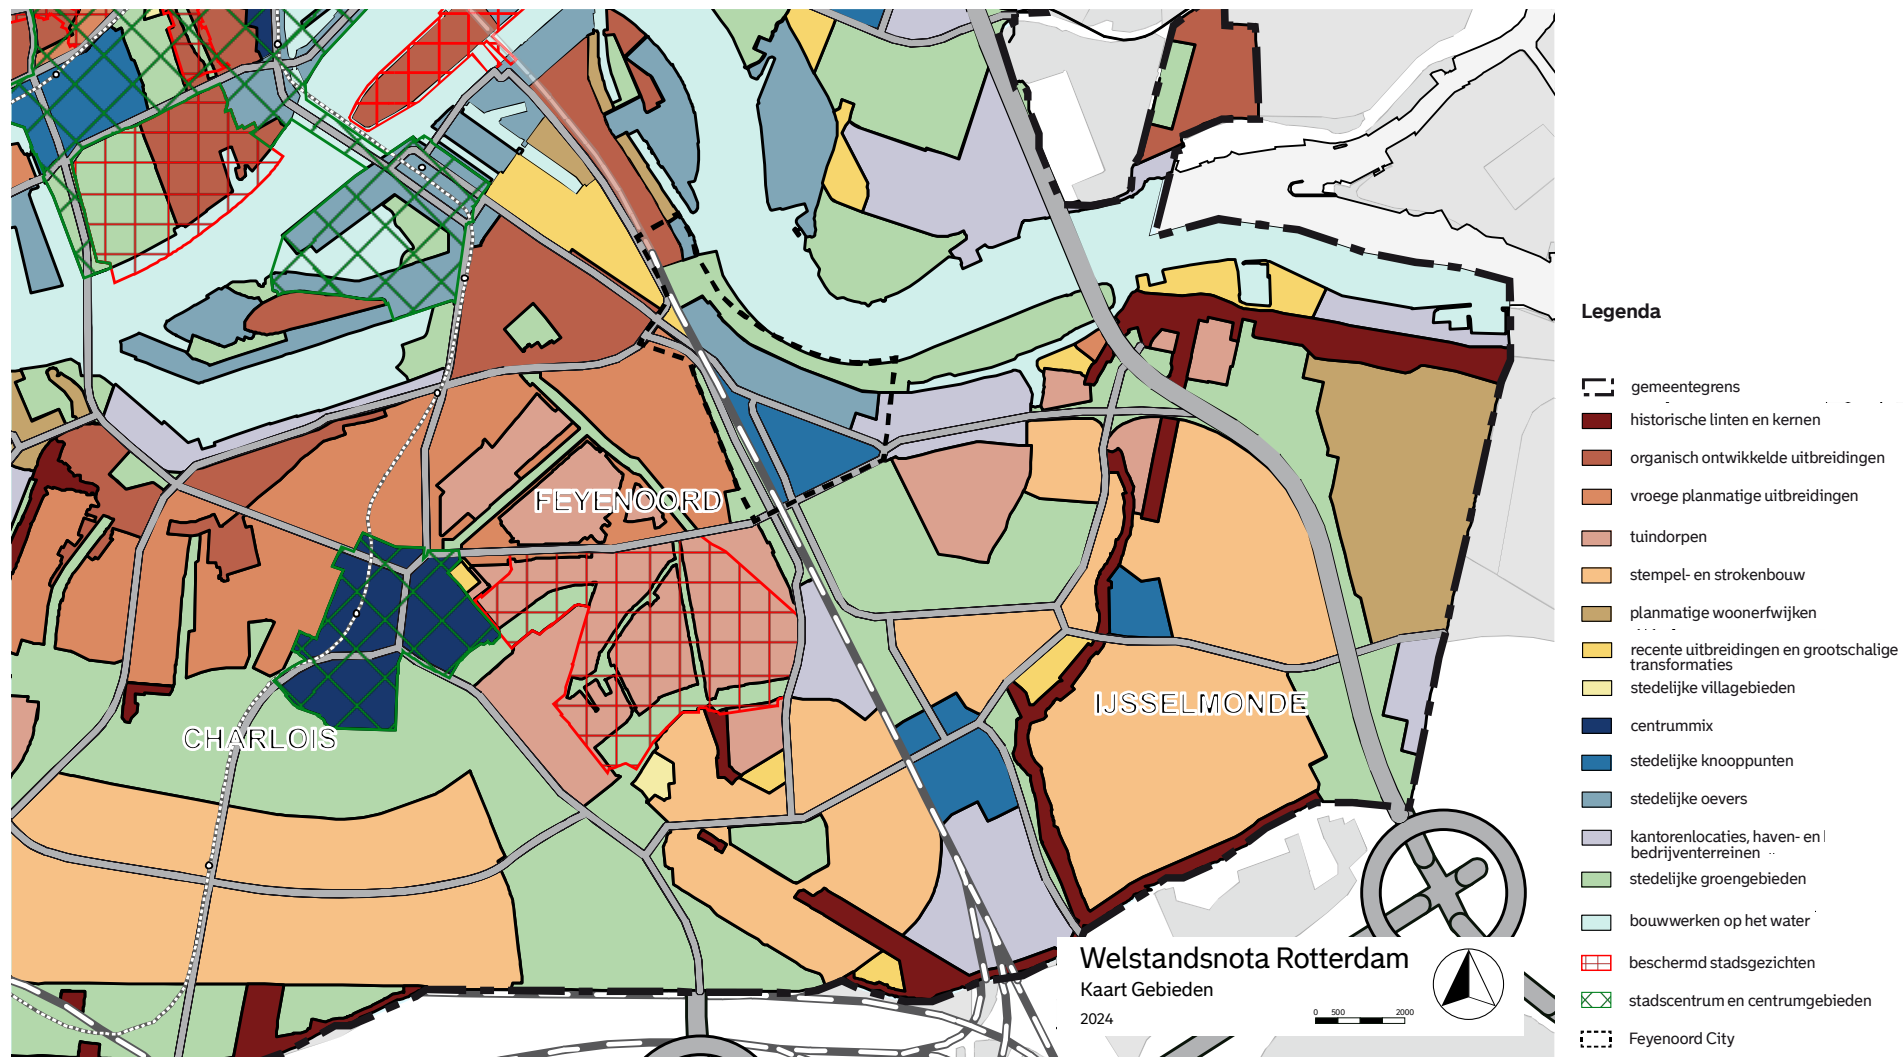 FEYENOORD
IJSSELMONDE
CHARLOIS
Welstandsnota Rotterdam
Kaart Gebieden
2024
0 500 2000
Legenda
gemeentegrens
historische linten en kernen
organisch ontwikkelde uitbreidingen
vroege planmatige uitbreidingen
tuindorpen
stempel- en strokenbouw
planmatige woonerfwijken
recente uitbreidingen en grootschalige
transformaties
stedelijke villagebieden
centrummix
stedelijke knooppunten
stedelijke oevers
kantorenlocaties, haven- en
bedrijventerreinen
stedelijke groengebieden
bouwwerken op het water
beschermd stadsgezichten
stadscentrum en centrumgebieden
Feyenoord City